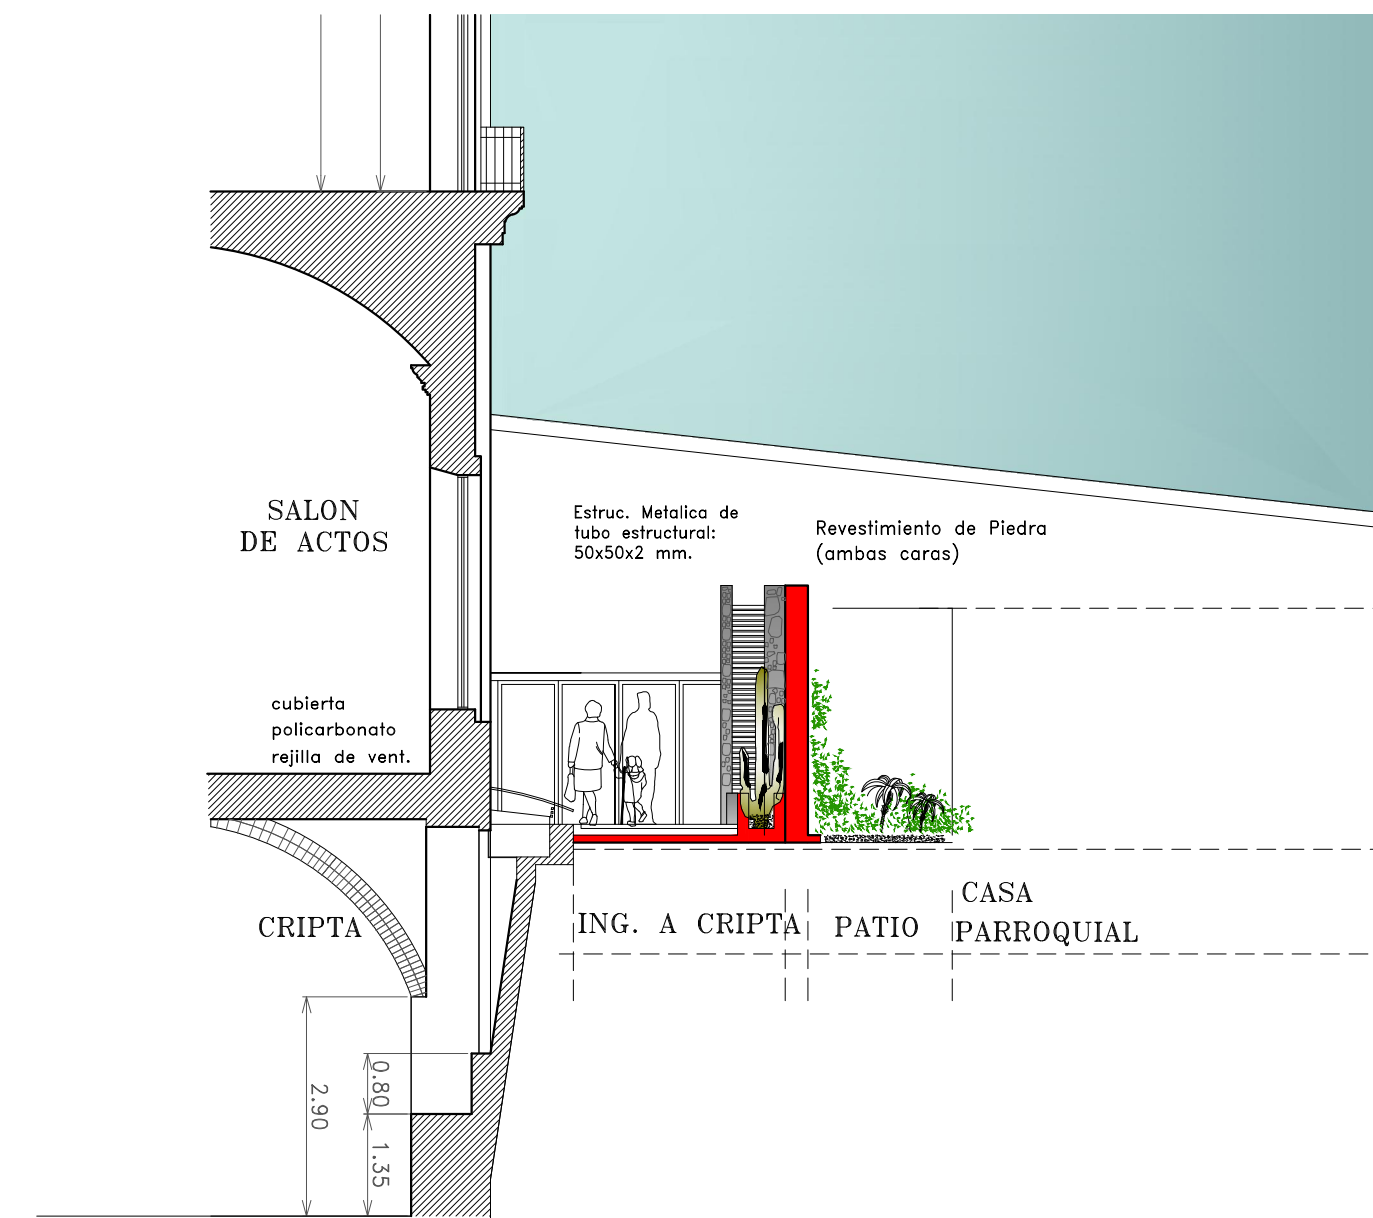 SALON
DE ACTOS
Estruc. Metalica de
tubo estructural:
50x50x2 mm.
Revestimiento de Piedra
(ambas caras)
cubierta
policarbonato
rejilla de vent.
CRIPTA
ING. A CRIPTA
PATIO
CASA
PARROQUIAL
2.90
0.80
1.35